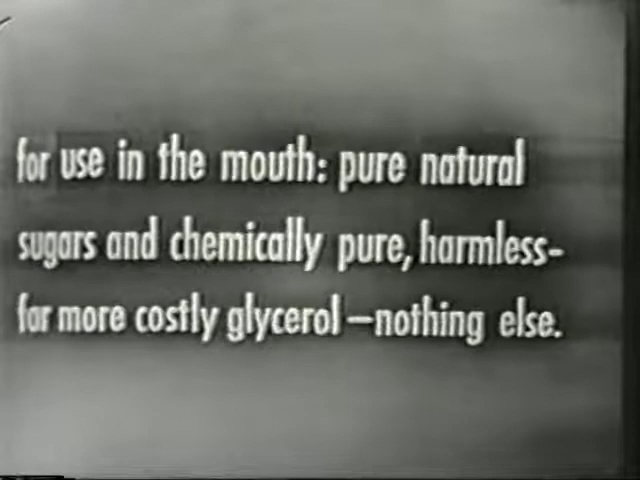 for use in the mouth: pure natural
sugars and chemically pure, harmless-
far more costly glycerol—nothing else.